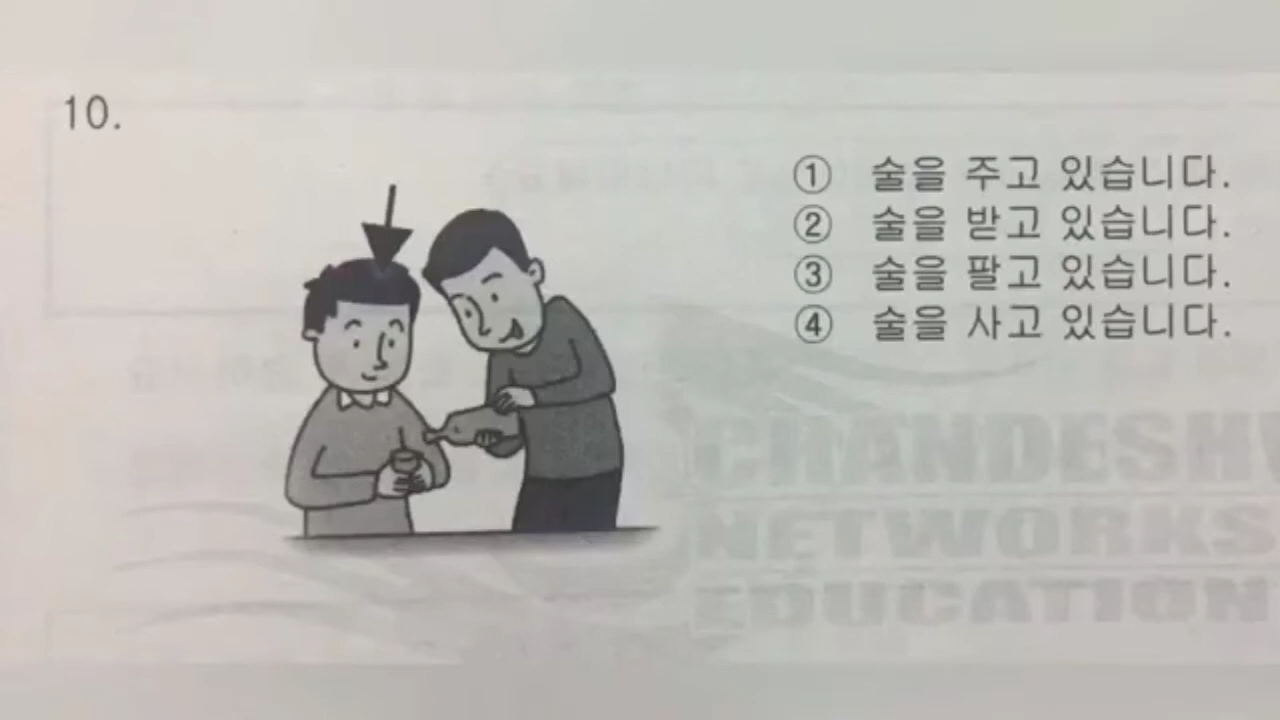 10.
① 술을 주고 있습니다.
② 술을 받고 있습니다.
③ 술을 팔고 있습니다.
④ 술을 사고 있습니다.
NETWORKS
EDUCATION